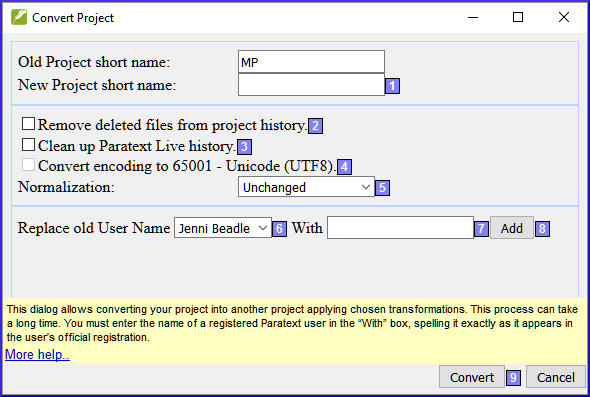 Convert Project
Old Project short name: MP
New Project short name: 1
Remove deleted files from project history. 2
Clean up Paratext Live history. 3
Convert encoding to 65001 - Unicode (UTF8). 4
Normalization: Unchanged 5
Replace old User Name Jenni Beadle 6 With 7 Add 8
This dialog allows converting your project into another project applying chosen transformations. This process can take
a long time. You must enter the name of a registered Paratext user in the “With” box, spelling it exactly as it appears in
the user's official registration.
More help..
Convert 9 Cancel